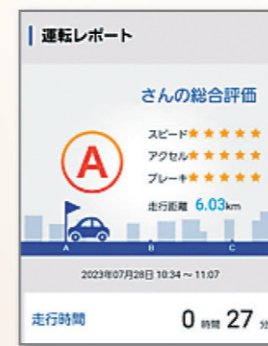 運転レポート
さんの総合評価
A
スピード★★★★★
アクセル★★★★★
ブレーキ★★★★★
走行距離 6.03km
A B C
2023年07月28日 10:34 ~ 11:07
走行時間 0 時間 27 分